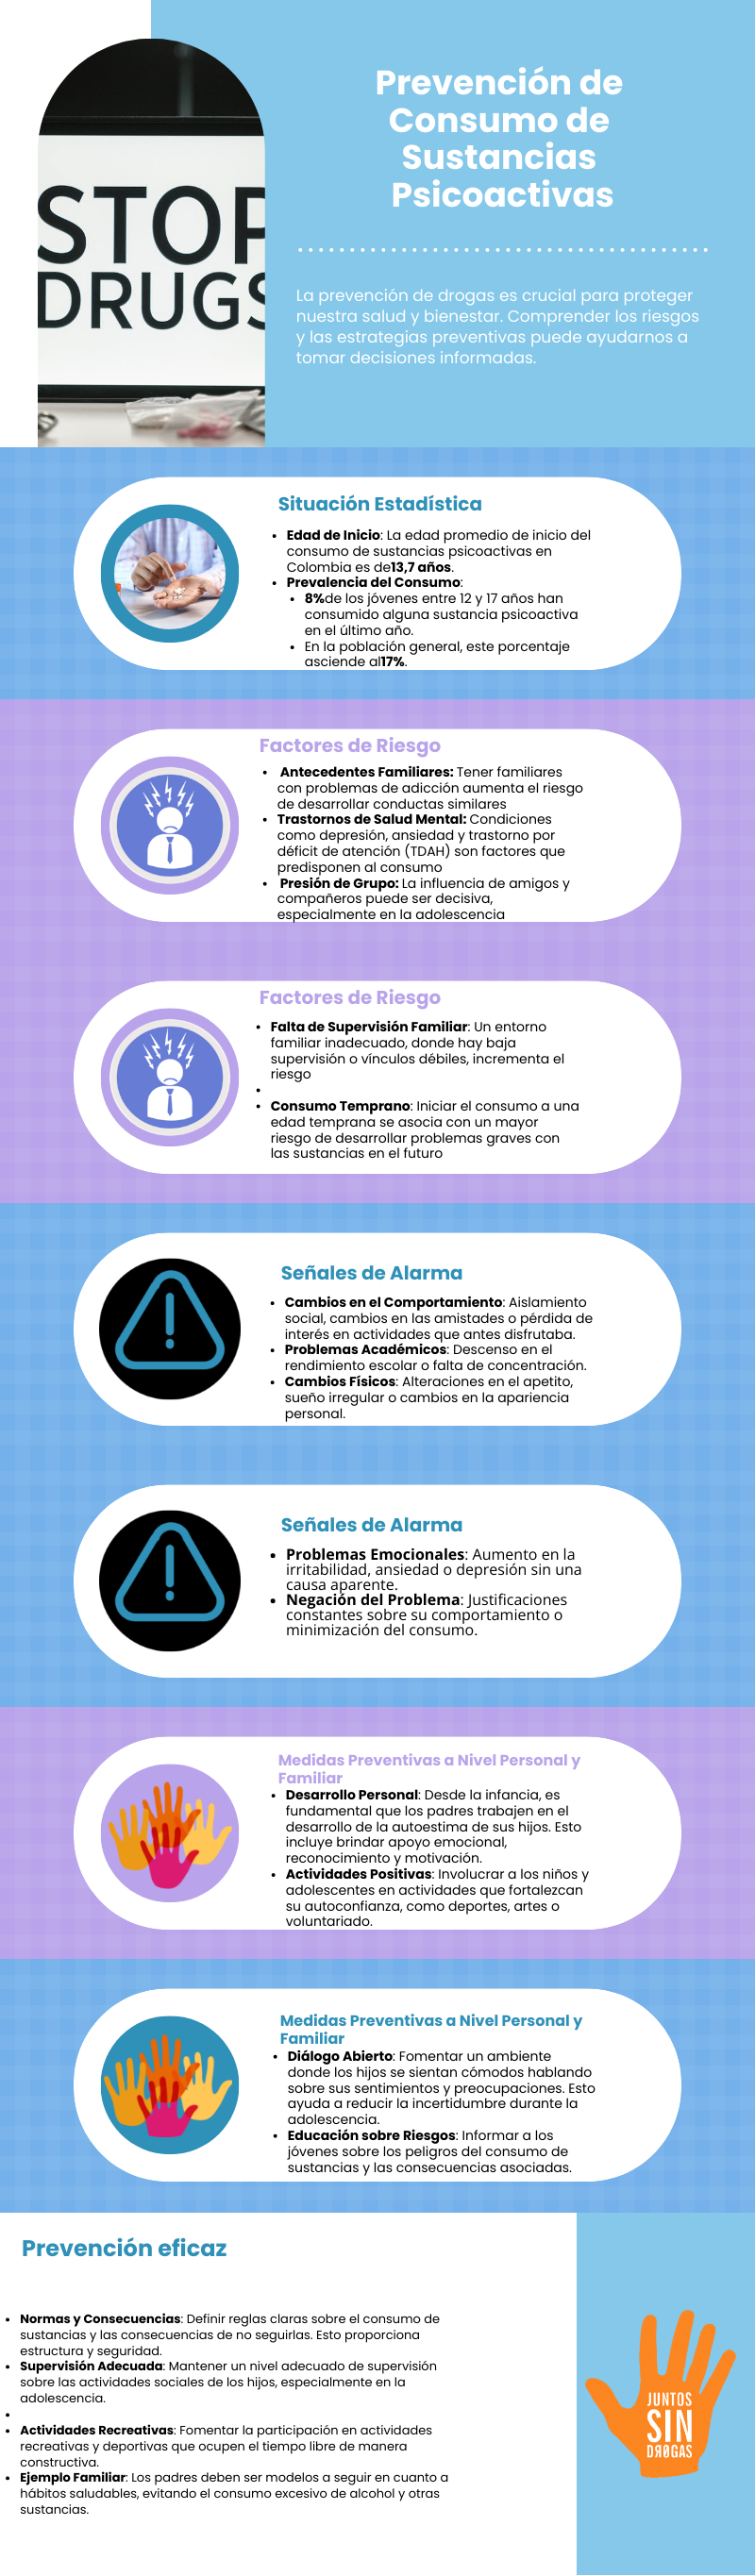 STOP
DRUGS
Prevención de
Consumo de
Sustancias
Psicoactivas
La prevención de drogas es crucial para proteger
nuestra salud y bienestar. Comprender los riesgos
y las estrategias preventivas puede ayudarnos a
tomar decisiones informadas.
Situación Estadística
• Edad de Inicio: La edad promedio de inicio del
consumo de sustancias psicoactivas en
Colombia es de13,7 años.
• Prevalencia del Consumo:
• 8%de los jóvenes entre 12 y 17 años han
consumido alguna sustancia psicoactiva
en el último año.
• En la población general, este porcentaje
asciende al17%.
Factores de Riesgo
• Antecedentes Familiares: Tener familiares
con problemas de adicción aumenta el riesgo
de desarrollar conductas similares
• Trastornos de Salud Mental: Condiciones
como depresión, ansiedad y trastorno por
déficit de atención (TDAH) son factores que
predisponen al consumo
• Presión de Grupo: La influencia de amigos y
compañeros puede ser decisiva,
especialmente en la adolescencia
Factores de Riesgo
• Falta de Supervisión Familiar: Un entorno
familiar inadecuado, donde hay baja
supervisión o vínculos débiles, incrementa el
riesgo
•
• Consumo Temprano: Iniciar el consumo a una
edad temprana se asocia con un mayor
riesgo de desarrollar problemas graves con
las sustancias en el futuro
Señales de Alarma
• Cambios en el Comportamiento: Aislamiento
social, cambios en las amistades o pérdida de
interés en actividades que antes disfrutaba.
• Problemas Académicos: Descenso en el
rendimiento escolar o falta de concentración.
• Cambios Físicos: Alteraciones en el apetito,
sueño irregular o cambios en la apariencia
personal.
Señales de Alarma
• Problemas Emocionales: Aumento en la
irritabilidad, ansiedad o depresión sin una
causa aparente.
• Negación del Problema: Justificaciones
constantes sobre su comportamiento o
minimización del consumo.
Medidas Preventivas a Nivel Personal y
Familiar
• Desarrollo Personal: Desde la infancia, es
fundamental que los padres trabajen en el
desarrollo de la autoestima de sus hijos. Esto
incluye brindar apoyo emocional,
reconocimiento y motivación.
• Actividades Positivas: Involucrar a los niños y
adolescentes en actividades que fortalezcan
su autoconfianza, como deportes, artes o
voluntariado.
Medidas Preventivas a Nivel Personal y
Familiar
• Diálogo Abierto: Fomentar un ambiente
donde los hijos se sientan cómodos hablando
sobre sus sentimientos y preocupaciones. Esto
ayuda a reducir la incertidumbre durante la
adolescencia.
• Educación sobre Riesgos: Informar a los
jóvenes sobre los peligros del consumo de
sustancias y las consecuencias asociadas.
Prevención eficaz
• Normas y Consecuencias: Definir reglas claras sobre el consumo de
sustancias y las consecuencias de no seguirlas. Esto proporciona
estructura y seguridad.
• Supervisión Adecuada: Mantener un nivel adecuado de supervisión
sobre las actividades sociales de los hijos, especialmente en la
adolescencia.
•
• Actividades Recreativas: Fomentar la participación en actividades
recreativas y deportivas que ocupen el tiempo libre de manera
constructiva.
• Ejemplo Familiar: Los padres deben ser modelos a seguir en cuanto a
hábitos saludables, evitando el consumo excesivo de alcohol y otras
sustancias.
JUNTOS
SIN
DROGAS